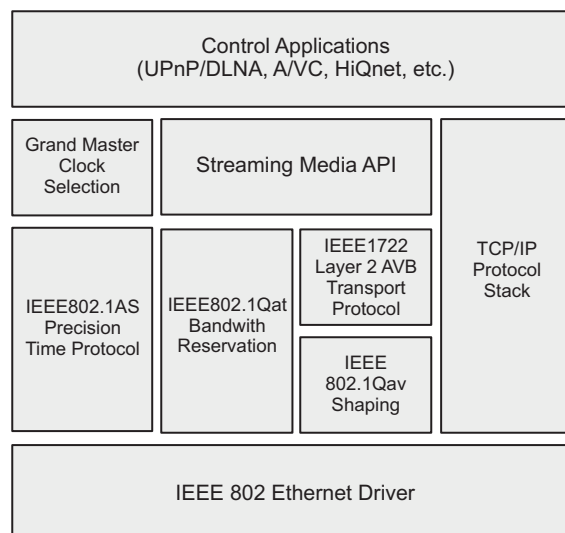 Control Applications
(UPnP/DLNA, A/VC, HiQnet, etc.)
Grand Master
Clock
Selection
Streaming Media API
TCP/IP
Protocol
Stack
IEEE802.1AS
Precision
Time Protocol
IEEE802.1Qat
Bandwith
Reservation
IEEE1722
Layer 2 AVB
Transport
Protocol
IEEE
802.1Qav
Shaping
IEEE 802 Ethernet Driver